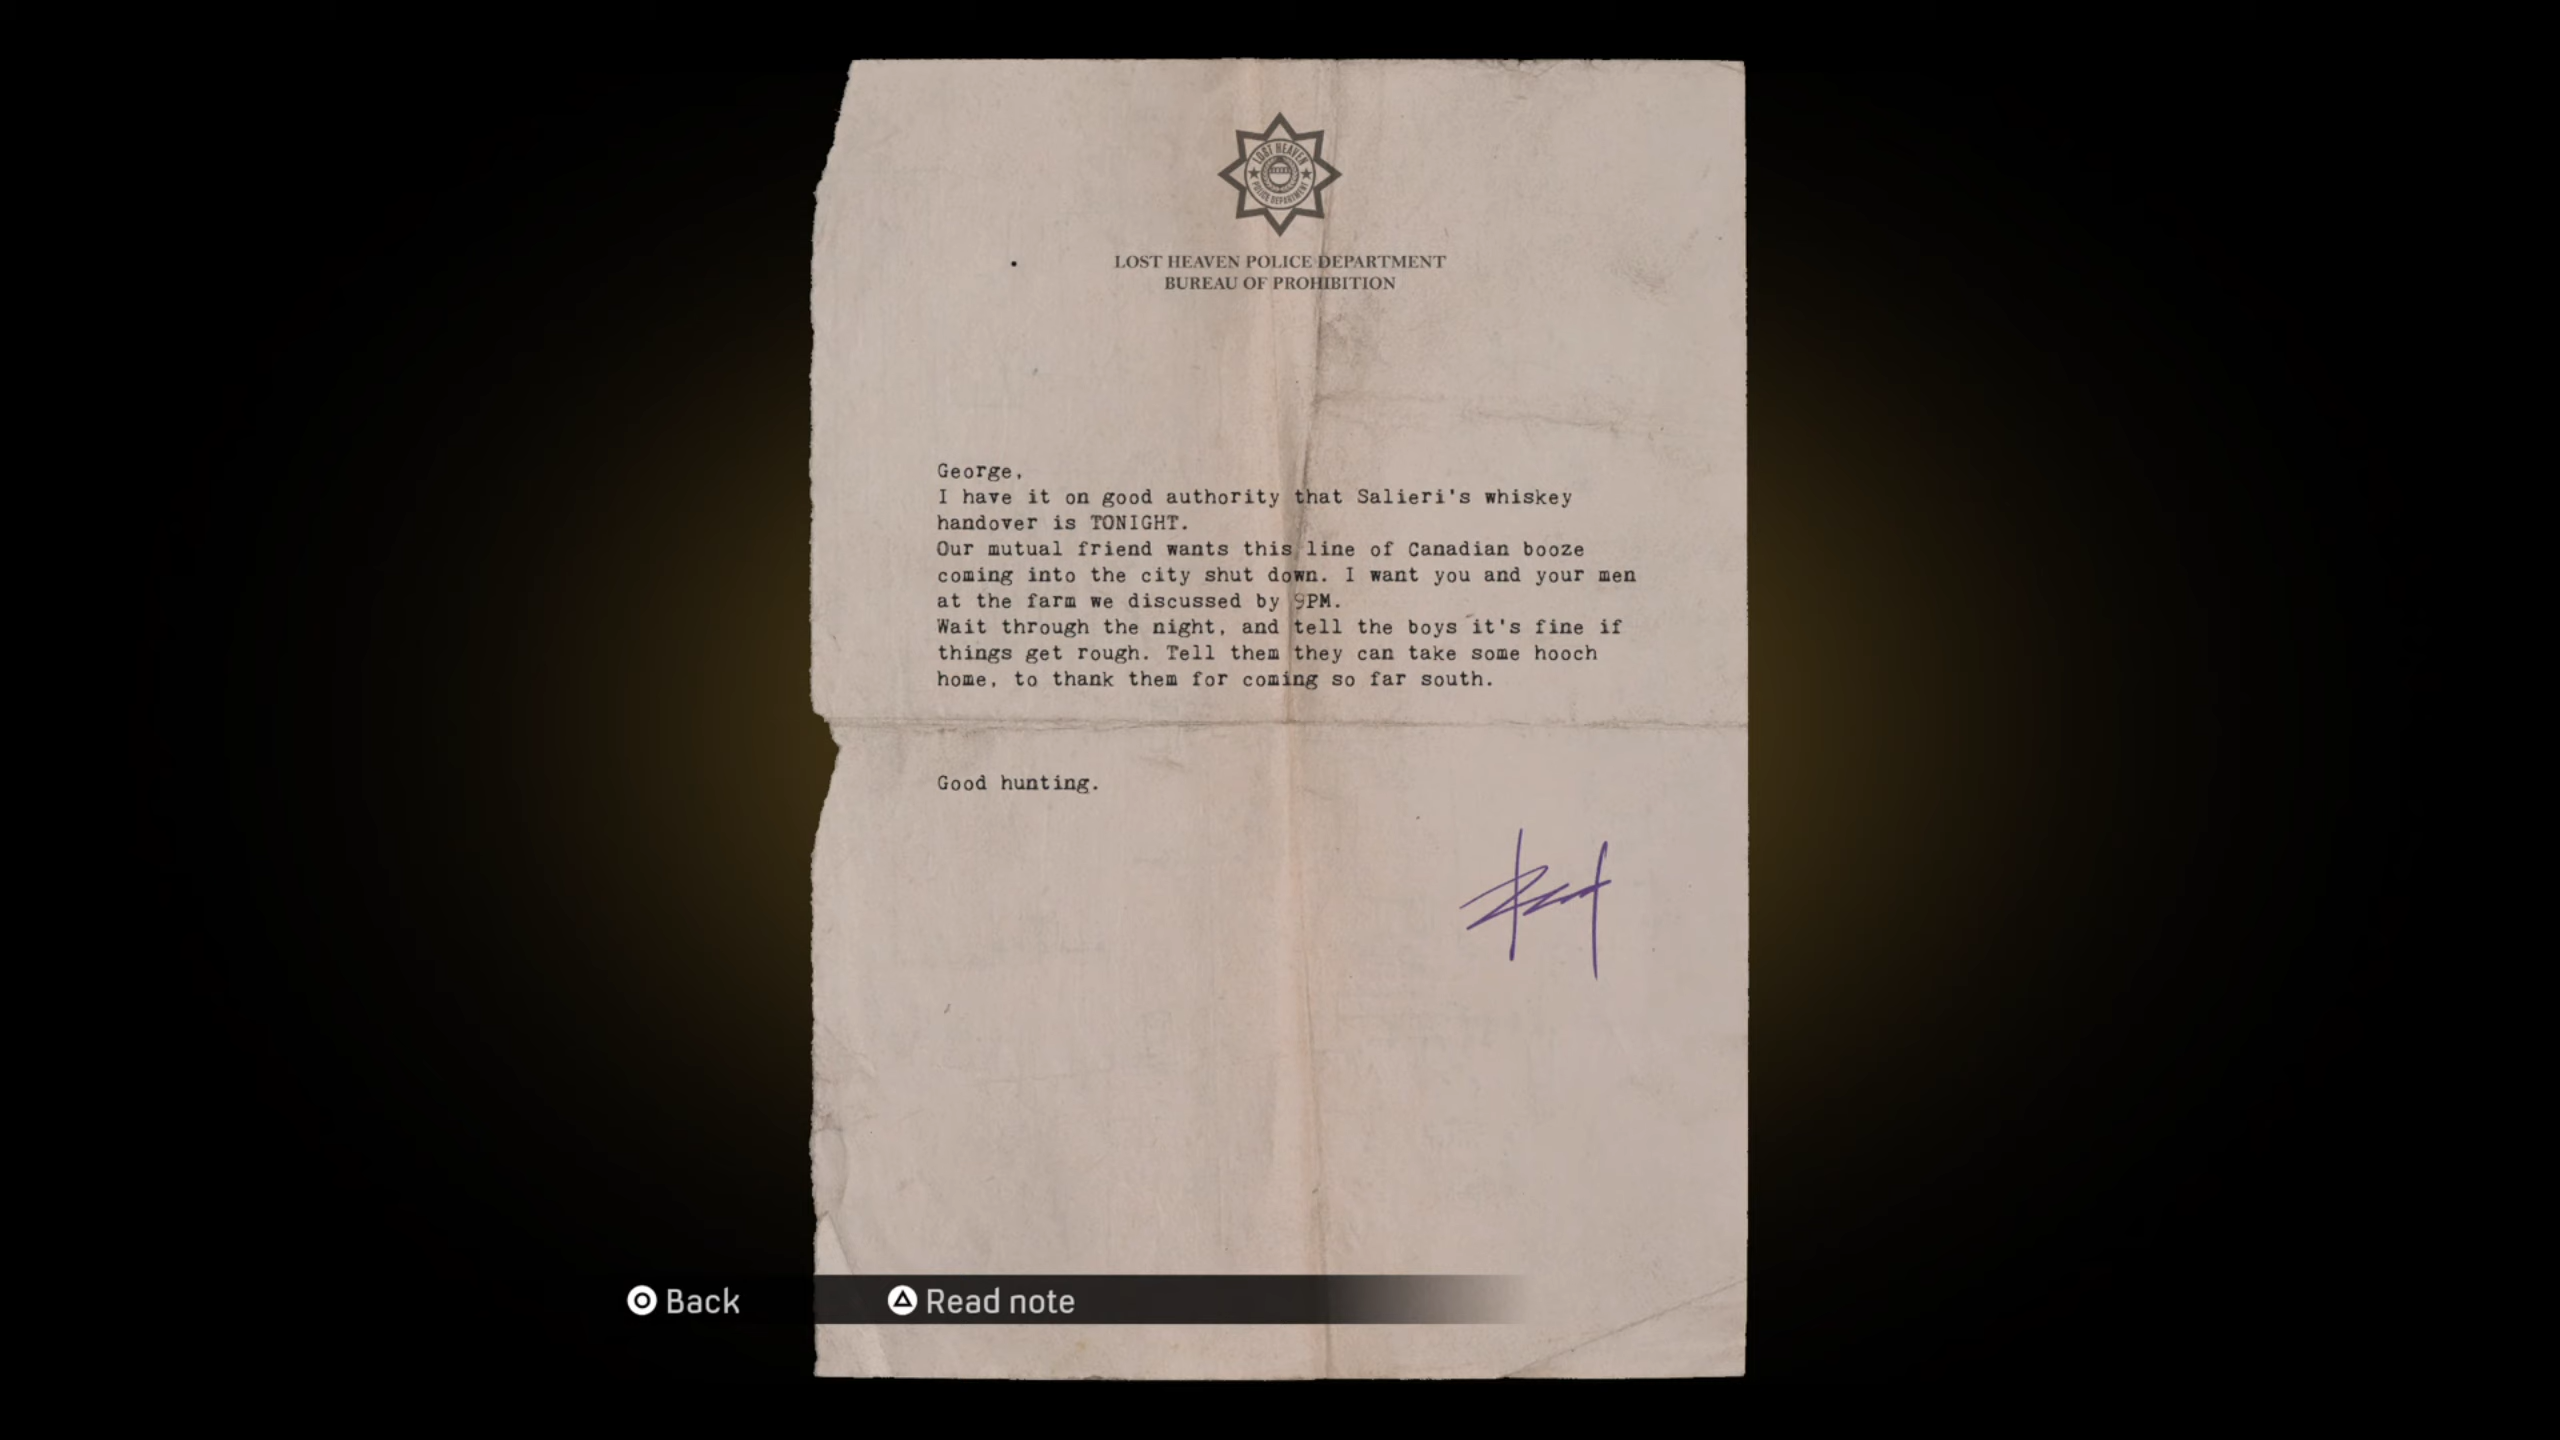 LOST HEAVEN
POLICE DEPARTMENT
LOST HEAVEN POLICE DEPARTMENT
BUREAU OF PROHIBITION
George,
I have it on good authority that Salieri's whiskey
handover is TONIGHT.
Our mutual friend wants this line of Canadian booze
coming into the city shut down. I want you and your men
at the farm we discussed by 9PM.
Wait through the night, and tell the boys it's fine if
things get rough. Tell them they can take some hooch
home, to thank them for coming so far south.
Good hunting.
Back
Read note